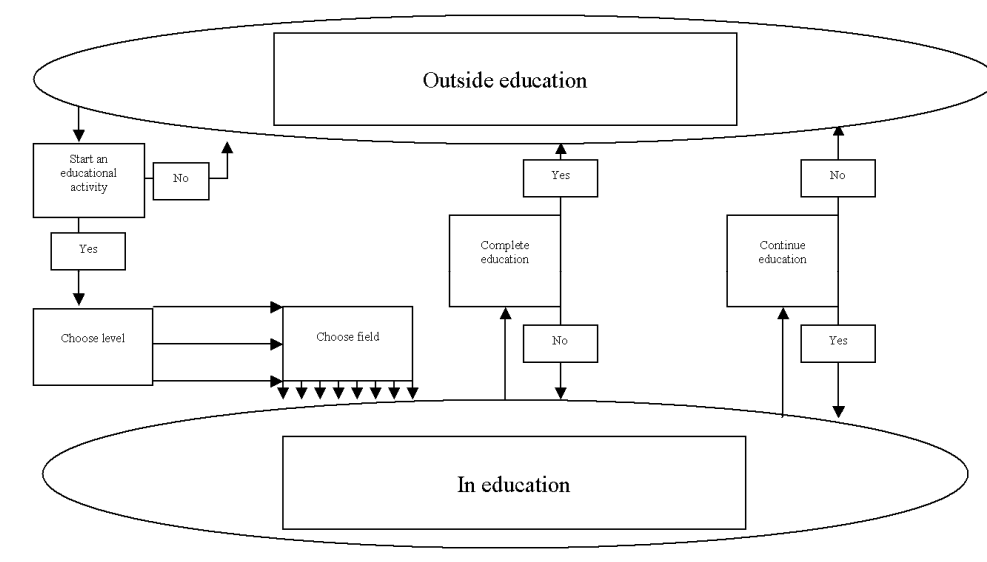 Outside education
Start an
educational
activity
No
Yes
No
Yes
Complete
education
Continue
education
Choose level
Choose field
No
Yes
In education